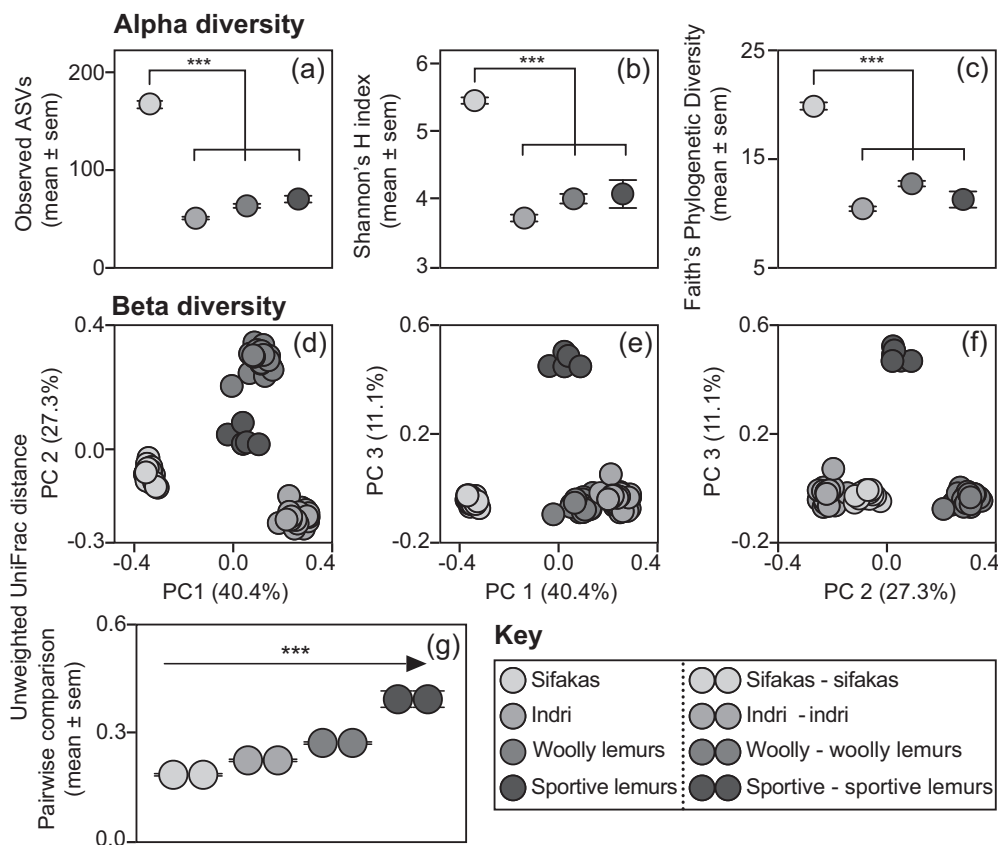 Alpha diversity
Observed ASVs
(mean ± sem)
200
100
0
***
(a)
Shannon's H index
(mean ± sem)
6
5
4
3
***
(b)
Faith's Phylogenetic Diversity
(mean ± sem)
25
15
5
***
(c)
Beta diversity
Unweighted UniFrac distance
PC 2 (27.3%)
0.4
0.0
-0.3
(d)
-0.4
0.0
0.4
PC1 (40.4%)
PC 3 (11.1%)
0.6
0.2
-0.2
(e)
-0.4
0.0
0.4
PC 1 (40.4%)
PC 3 (11.1%)
0.6
0.2
-0.2
(f)
-0.4
0.0
0.4
PC 2 (27.3%)
Pairwise comparison
(mean ± sem)
0.6
0.3
0.0
***
(g)
Key
Sifakas
Sifakas - sifakas
Indri
Indri - indri
Woolly lemurs
Woolly - woolly lemurs
Sportive lemurs
Sportive - sportive lemurs